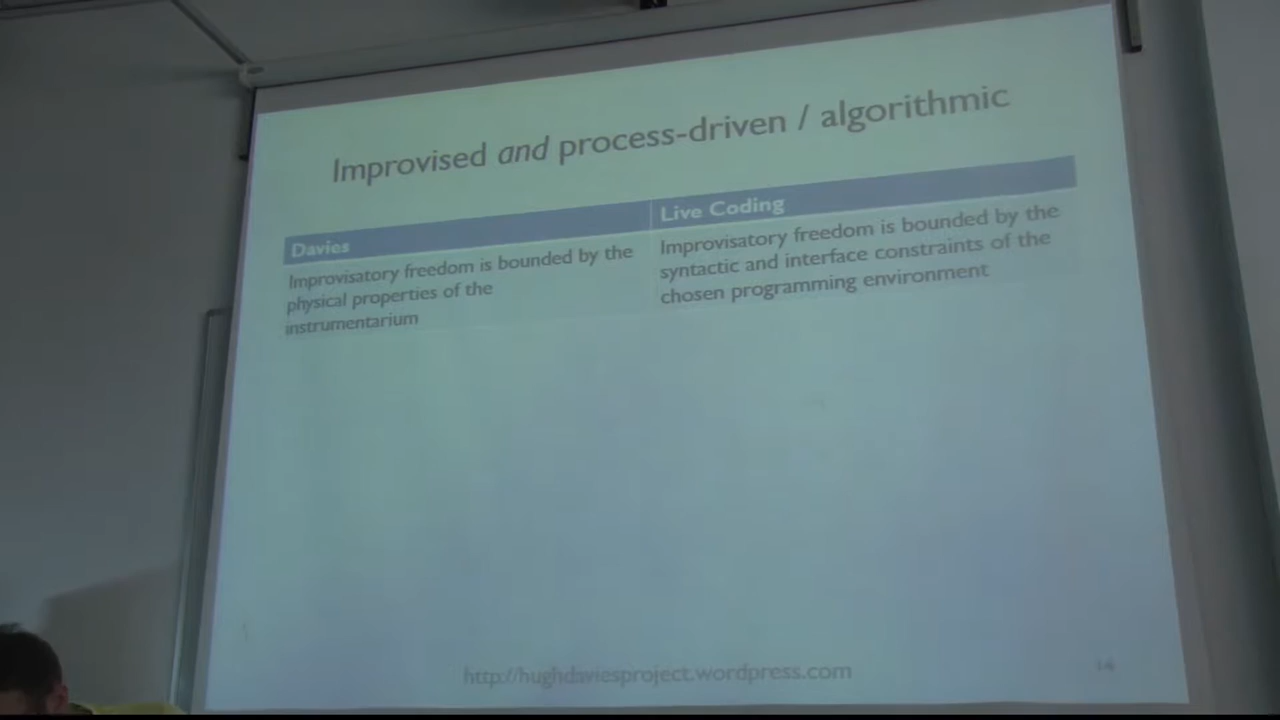 Improvised and process-driven / algorithmic
Davies
Improvisatory freedom is bounded by the
physical properties of the
instrumentarium
Live Coding
Improvisatory freedom is bounded by the
syntactic and interface constraints of the
chosen programming environment
http://hughdaviesproject.wordpress.com